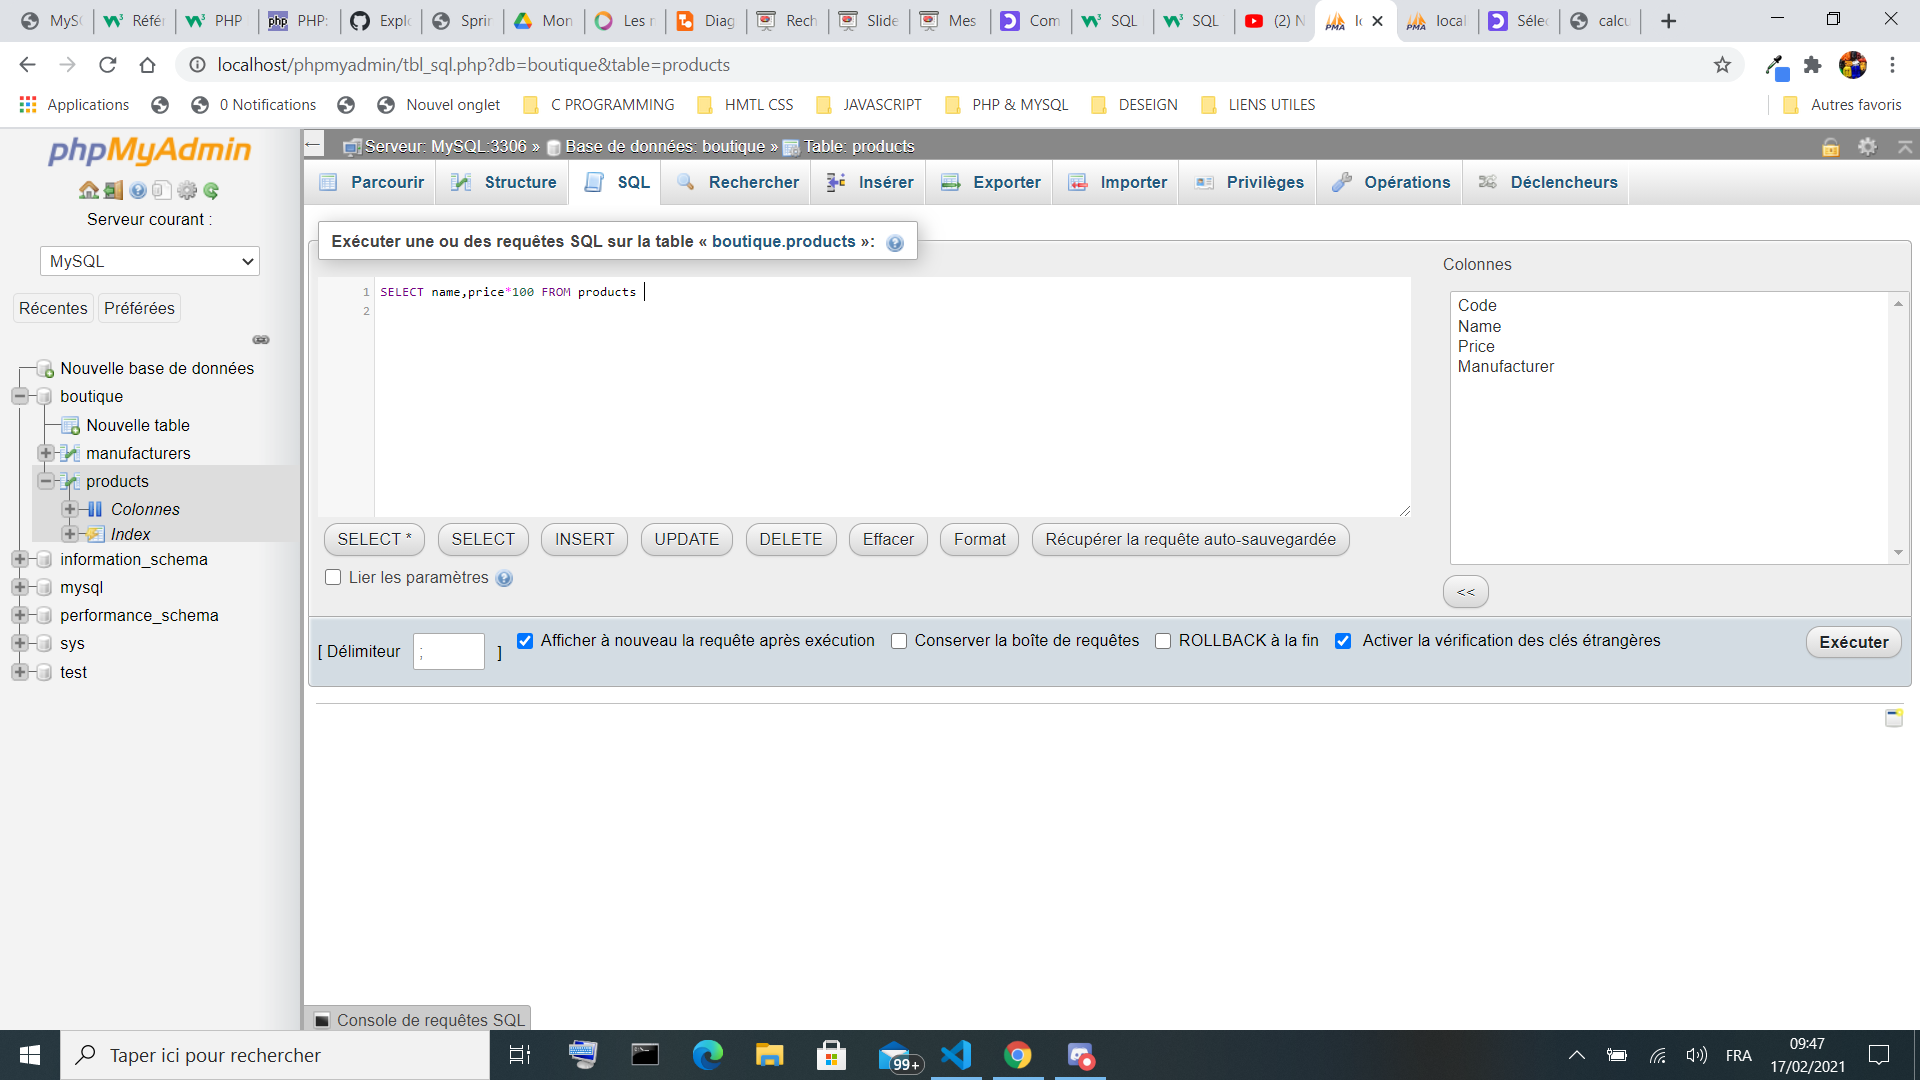 MySQ
Référ
PHP
PHP:
Explo
Sprin
Mon
Les m
Diag
Rech
Slide
Mes
Com
SQL
SQL
(2) N
lo
local
Sélec
calcu
localhost/phpmyadmin/tbl_sql.php?db=boutique&table=products
Applications
0 Notifications
Nouvel onglet
C PROGRAMMING
HMTL CSS
JAVASCRIPT
PHP & MYSQL
DESEIGN
LIENS UTILES
Autres favoris
phpMyAdmin
Serveur courant :
MySQL
Récentes
Préférées
Nouvelle base de données
boutique
Nouvelle table
manufacturers
products
Colonnes
Index
information_schema
mysql
performance_schema
sys
test
Serveur: MySQL:3306 » Base de données: boutique » Table: products
Parcourir
Structure
SQL
Rechercher
Insérer
Exporter
Importer
Privilèges
Opérations
Déclencheurs
Exécuter une ou des requêtes SQL sur la table « boutique.products »:
1 SELECT name,price*100 FROM products
2
Colonnes
Code
Name
Price
Manufacturer
SELECT *
SELECT
INSERT
UPDATE
DELETE
Effacer
Format
Récupérer la requête auto-sauvegardée
Lier les paramètres
<<
[ Délimiteur ; ]
Afficher à nouveau la requête après exécution
Conserver la boîte de requêtes
ROLLBACK à la fin
Activer la vérification des clés étrangères
Exécuter
Console de requêtes SQL
Taper ici pour rechercher
99+
FRA
09:47
17/02/2021